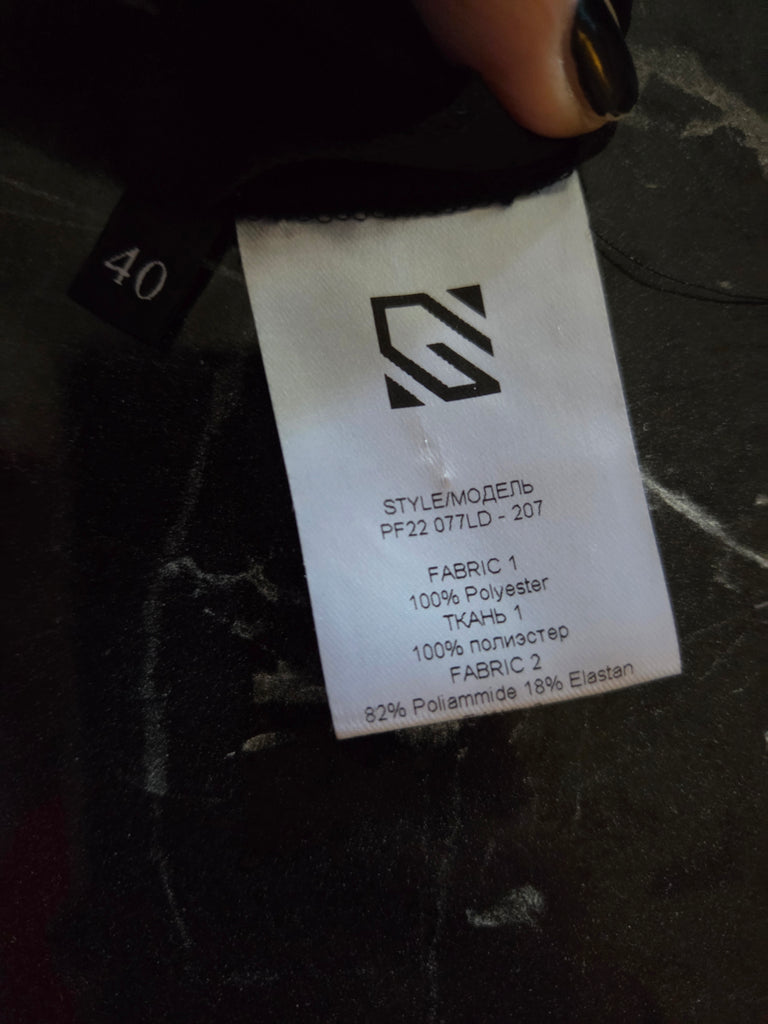 40
STYLE/МОДЕЛЬ
PF22 077LD - 207
FABRIC 1
100% Polyester
ТКАНЬ 1
100% полиэстер
FABRIC 2
82% Poliammide 18% Elastan